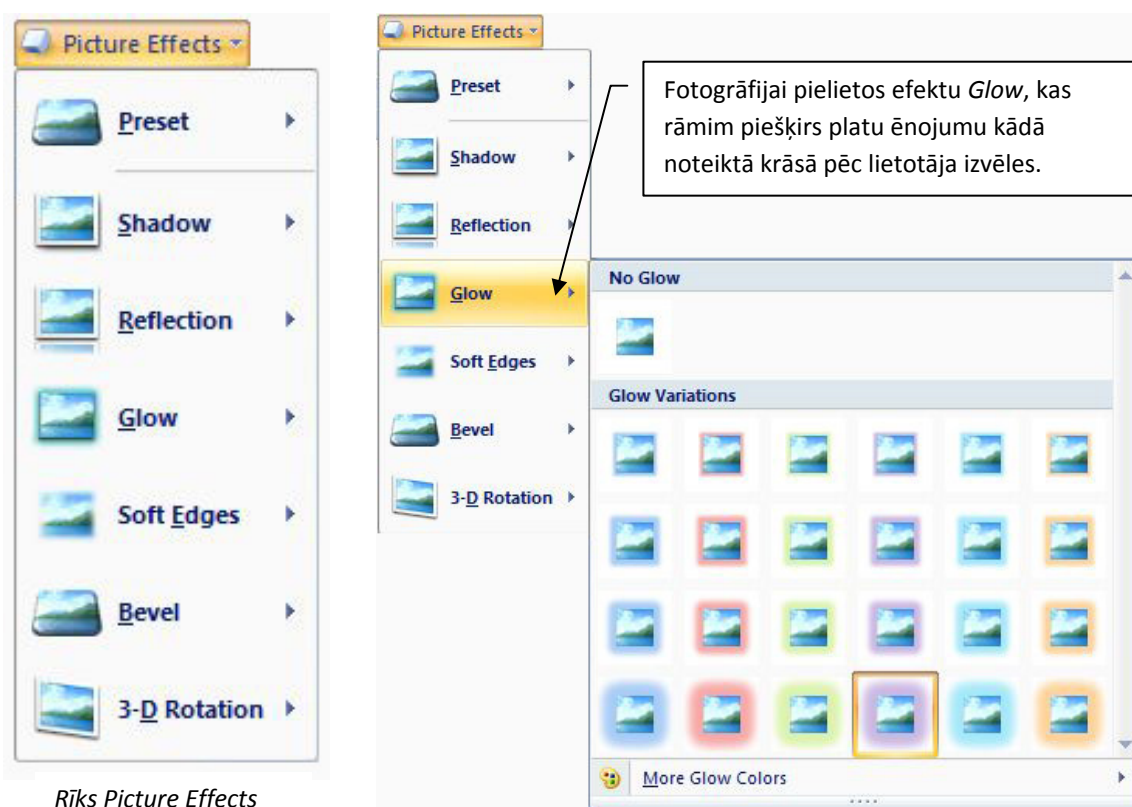 Picture Effects
Preset
Shadow
Reflection
Glow
Soft Edges
Bevel
3-D Rotation
Rīks Picture Effects
Picture Effects
Preset
Shadow
Reflection
Glow
Soft Edges
Bevel
3-D Rotation
Fotogrāfijai pielietos efektu Glow, kas
rāmim piešķirs platu ēnojumu kādā
noteiktā krāsā pēc lietotāja izvēles.
No Glow
Glow Variations
More Glow Colors